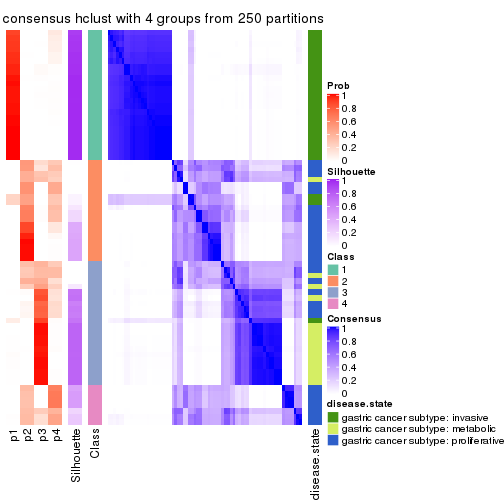 consensus hclust with 4 groups from 250 partitions
Prob
1
0.8
0.6
0.4
0.2
0
Silhouette
1
0.8
0.6
0.4
0.2
0
Class
1
2
3
4
Consensus
1
0.8
0.6
0.4
0.2
0
disease.state
gastric cancer subtype: invasive
gastric cancer subtype: metabolic
gastric cancer subtype: proliferative
p1
p2
p3
p4
Silhouette
Class
disease.state